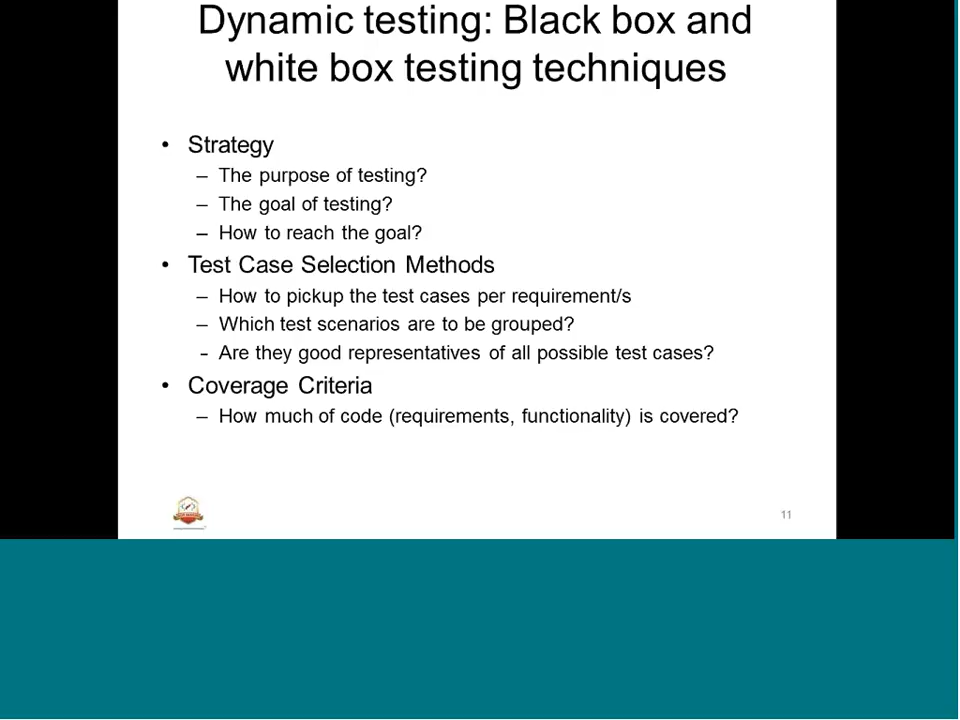 Dynamic testing: Black box and
white box testing techniques
• Strategy
– The purpose of testing?
– The goal of testing?
– How to reach the goal?
• Test Case Selection Methods
– How to pickup the test cases per requirement/s
– Which test scenarios are to be grouped?
- Are they good representatives of all possible test cases?
• Coverage Criteria
– How much of code (requirements, functionality) is covered?
11